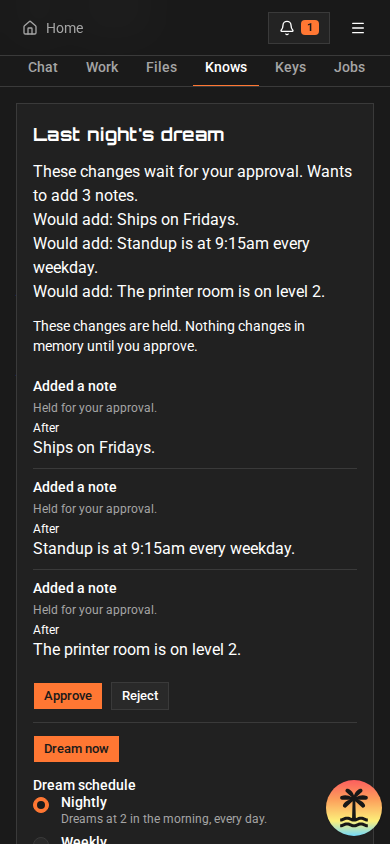 Home
1
Chat Work Files Knows Keys Jobs
Last night's dream
These changes wait for your approval. Wants
to add 3 notes.
Would add: Ships on Fridays.
Would add: Standup is at 9:15am every
weekday.
Would add: The printer room is on level 2.
These changes are held. Nothing changes in
memory until you approve.
Added a note
Held for your approval.
After
Ships on Fridays.
Added a note
Held for your approval.
After
Standup is at 9:15am every weekday.
Added a note
Held for your approval.
After
The printer room is on level 2.
Approve Reject
Dream now
Dream schedule
Nightly
Dreams at 2 in the morning, every day.
Weekly